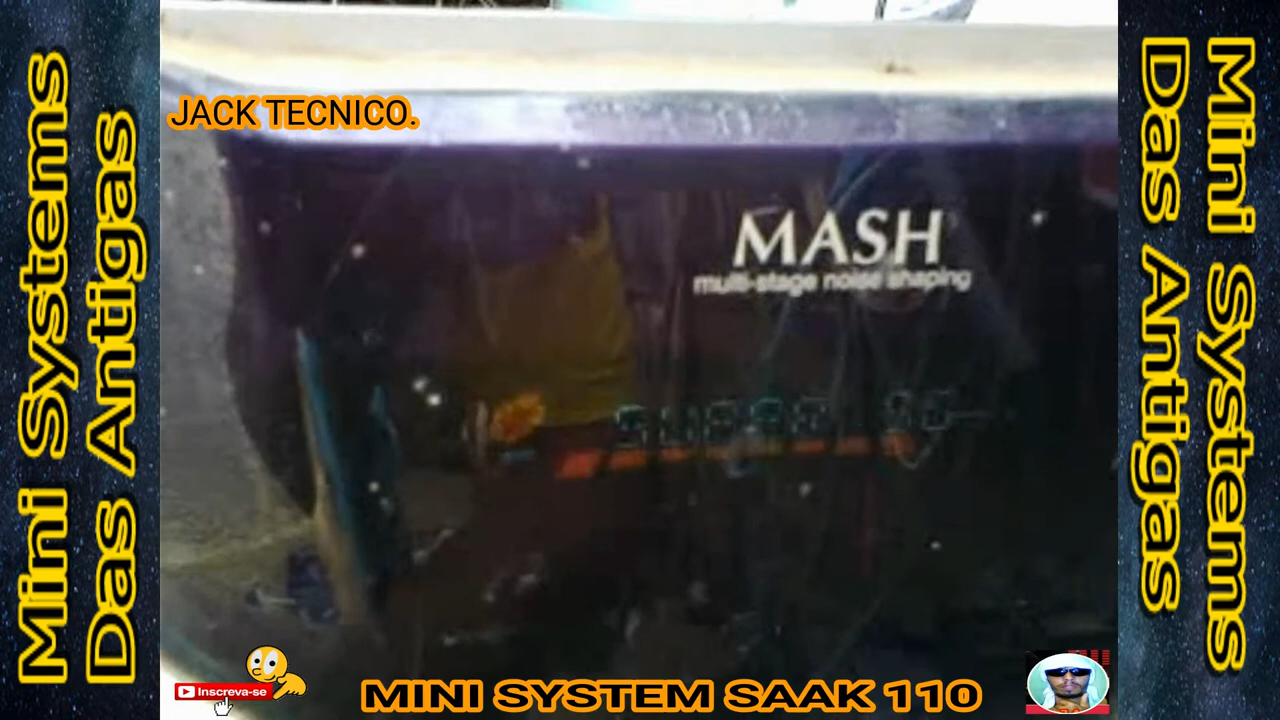 Mini Systems
Das Antigas
JACK TECNICO.
MASH
multi-stage noise shaping
Inscreva-se
MINI SYSTEM SAAK 110
Mini Systems
Das Antigas